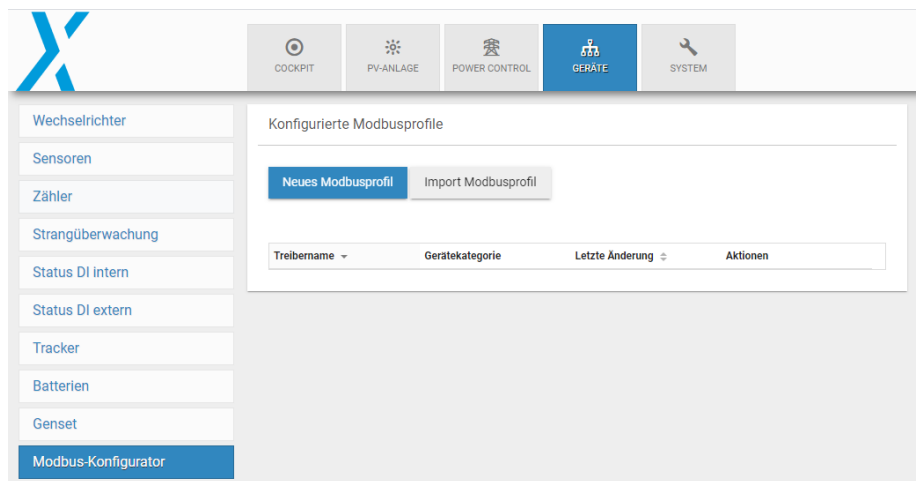 COCKPIT
PV-ANLAGE
POWER CONTROL
GERÄTE
SYSTEM
Wechselrichter
Sensoren
Zähler
Strangüberwachung
Status DI intern
Status DI extern
Tracker
Batterien
Genset
Modbus-Konfigurator
Konfigurierte Modbusprofile
Neues Modbusprofil Import Modbusprofil
Treibername Gerätekategorie Letzte Änderung Aktionen